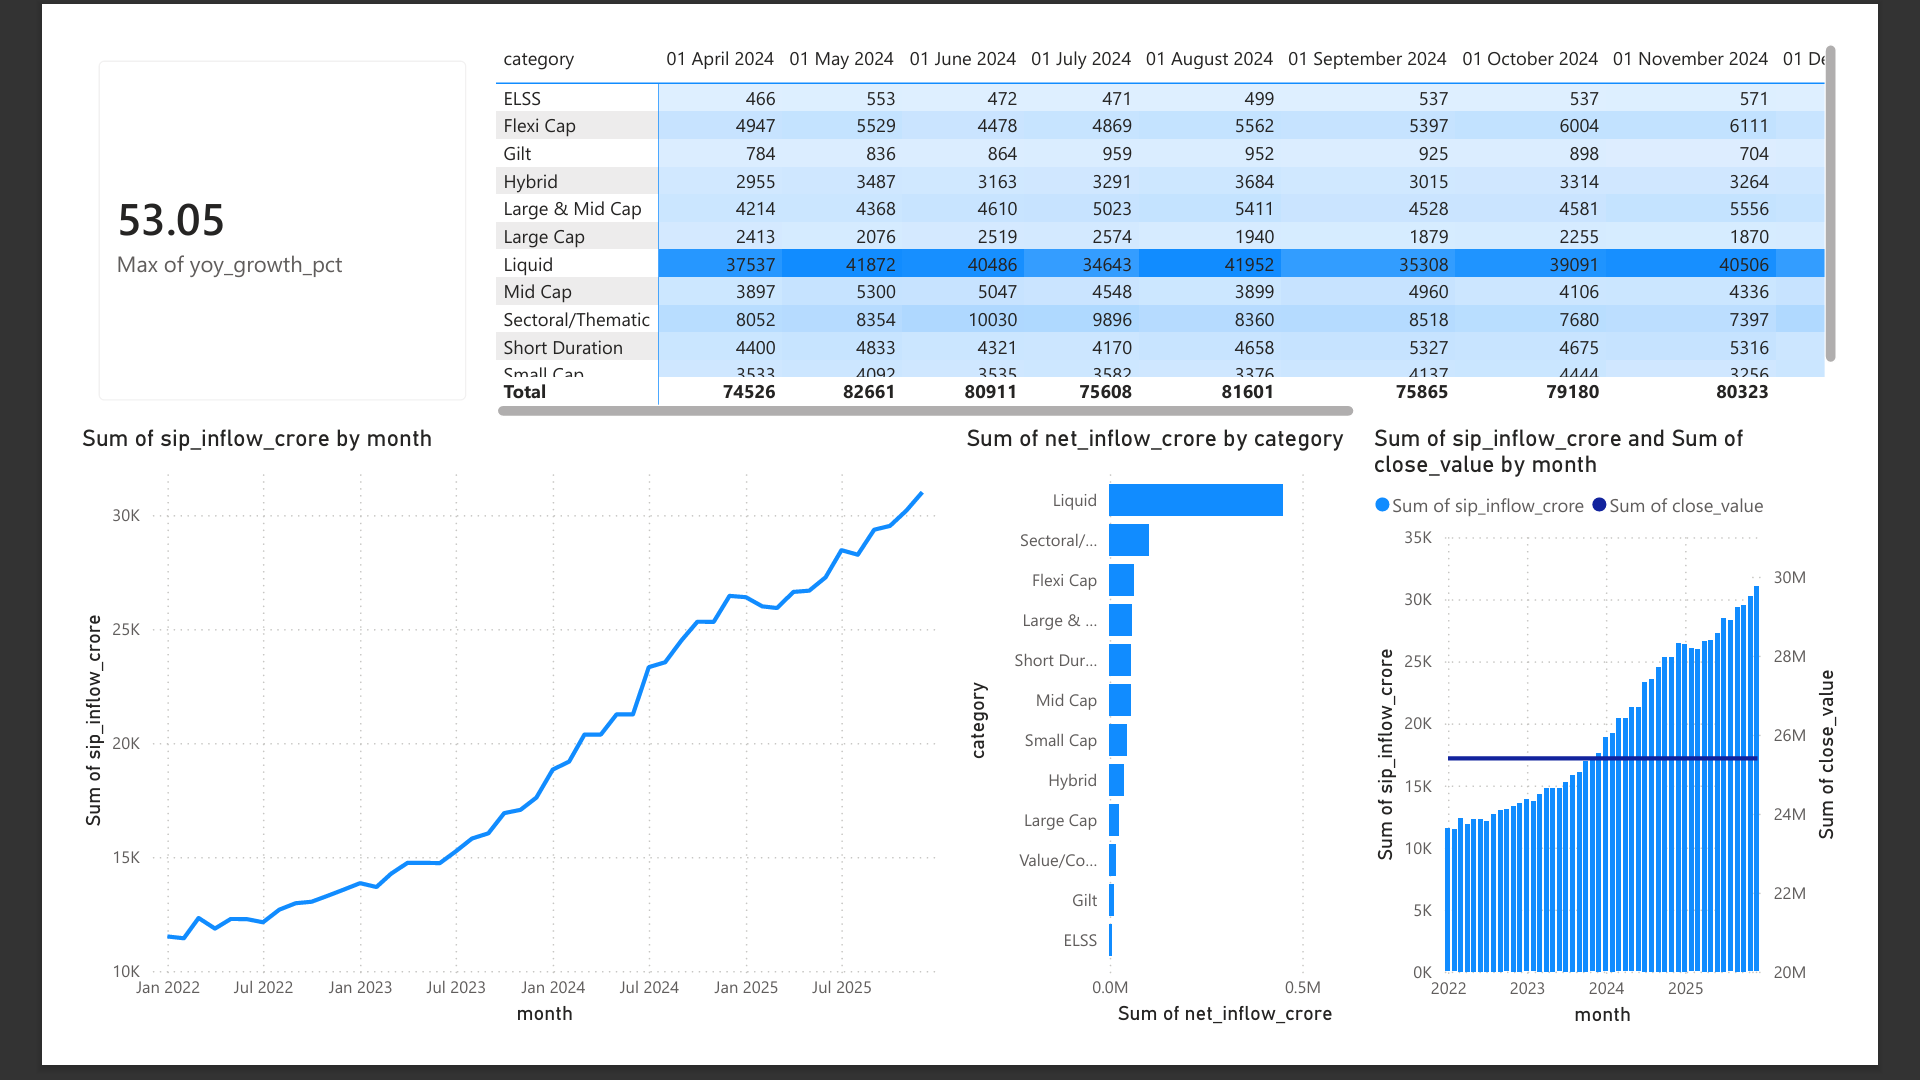 53.05
Max of yoy_growth_pct
category 01 April 2024 01 May 2024 01 June 2024 01 July 2024 01 August 2024 01 September 2024 01 October 2024 01 November 2024 01 De
ELSS 466 553 472 471 499 537 537 571
Flexi Cap 4947 5529 4478 4869 5562 5397 6004 6111
Gilt 784 836 864 959 952 925 898 704
Hybrid 2955 3487 3163 3291 3684 3015 3314 3264
Large & Mid Cap 4214 4368 4610 5023 5411 4528 4581 5556
Large Cap 2413 2076 2519 2574 1940 1879 2255 1870
Liquid 37537 41872 40486 34643 41952 35308 39091 40506
Mid Cap 3897 5300 5047 4548 3899 4960 4106 4336
Sectoral/Thematic 8052 8354 10030 9896 8360 8518 7680 7397
Short Duration 4400 4833 4321 4170 4658 5327 4675 5316
Small Cap 3533 4092 3535 3582 3376 4137 4444 3256
Total 74526 82661 80911 75608 81601 75865 79180 80323
Sum of sip_inflow_crore by month
Sum of sip_inflow_crore
30K
25K
20K
15K
10K
Jan 2022 Jul 2022 Jan 2023 Jul 2023 Jan 2024 Jul 2024 Jan 2025 Jul 2025
month
Sum of net_inflow_crore by category
category
Liquid
Sectoral/...
Flexi Cap
Large & ...
Short Dur...
Mid Cap
Small Cap
Hybrid
Large Cap
Value/Co...
Gilt
ELSS
0.0M 0.5M
Sum of net_inflow_crore
Sum of sip_inflow_crore and Sum of
close_value by month
Sum of sip_inflow_crore Sum of close_value
Sum of sip_inflow_crore
35K
30K
25K
20K
15K
10K
5K
0K
30M
28M
26M
24M
22M
20M
Sum of close_value
2022 2023 2024 2025
month